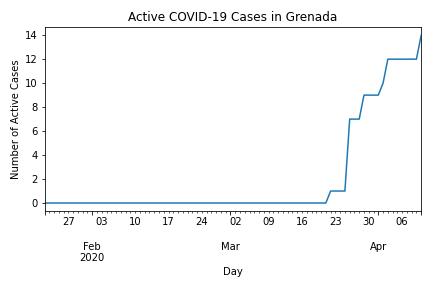 Active COVID-19 Cases in Grenada
Number of Active Cases
14
12
10
8
6
4
2
0
27 03 10 17 24 02 09 16 23 30 06
Feb Mar Apr
2020
Day